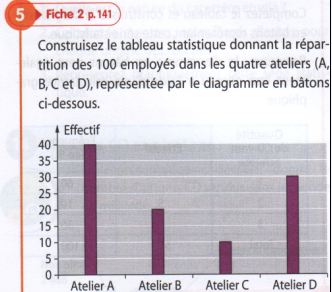 5 Fiche 2 p. 141
Construisez le tableau statistique donnant la répar-
tition des 100 employés dans les quatre ateliers (A,
B, C et D), représentée par le diagramme en bâtons
ci-dessous.
Effectif
40
35
30
25
20
15
10
5
0
Atelier A Atelier B Atelier C Atelier D